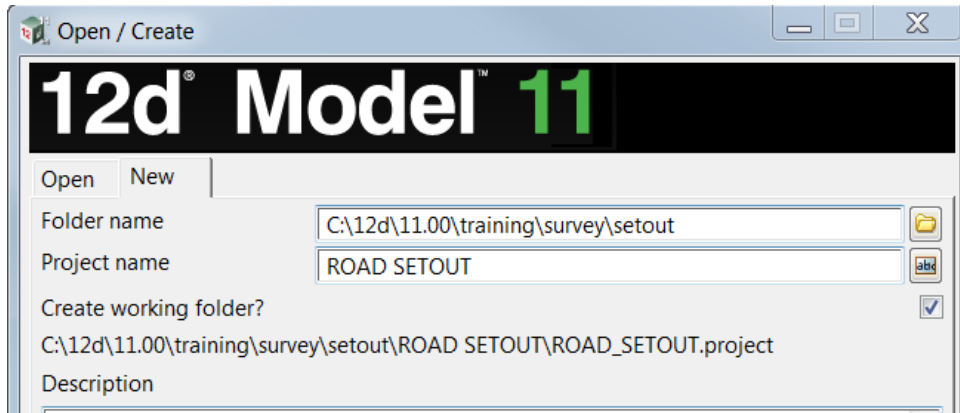 Open / Create
12d® Model™ 11
Open New
Folder name C:\12d\11.00\training\survey\setout
Project name ROAD SETOUT abc
Create working folder?
C:\12d\11.00\training\survey\setout\ROAD SETOUT\ROAD_SETOUT.project
Description